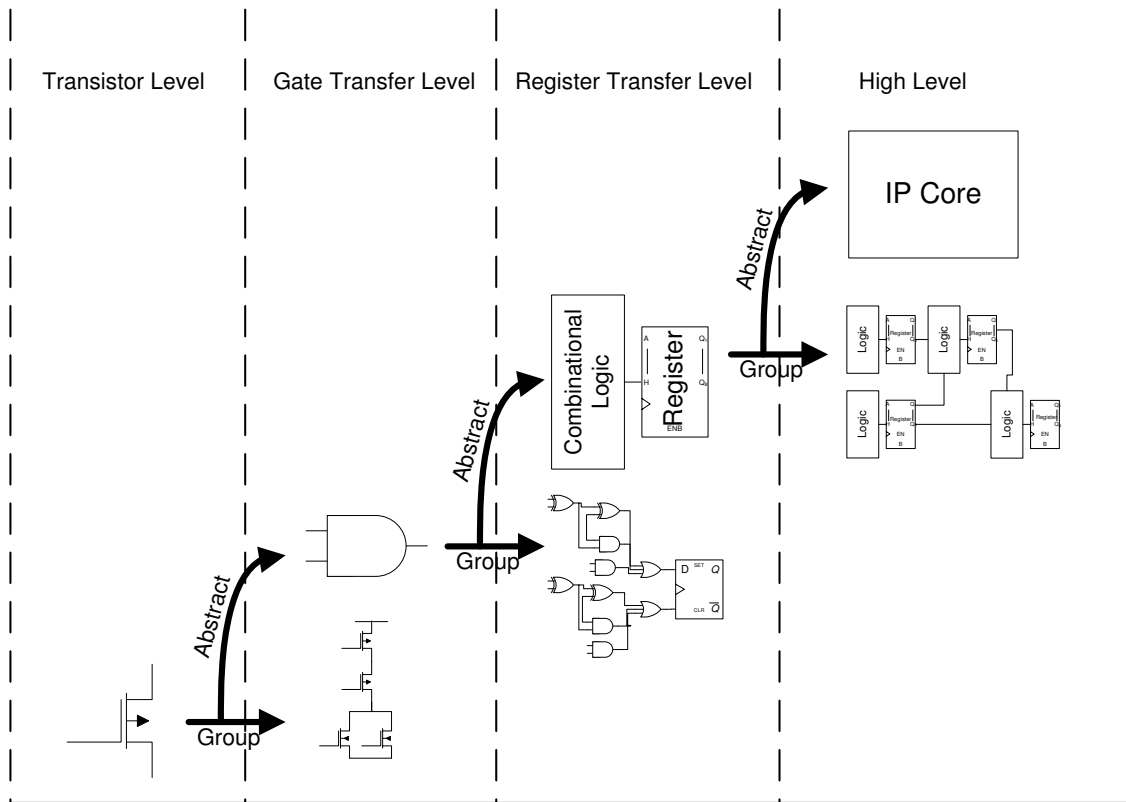 Transistor Level
Gate Transfer Level
Register Transfer Level
High Level
IP Core
Abstract
Group
Combinational
Logic
A
H
Register
ENB
Abstract
Group
Logic
A
Q
Register
H
Q
EN
B
Logic
A
Q
Register
H
EN
B
Logic
A
Q
Register
H
Q
EN
B
Logic
A
Register
H
EN
B
D
SET
Q
CLR
Q̅
Abstract
Group